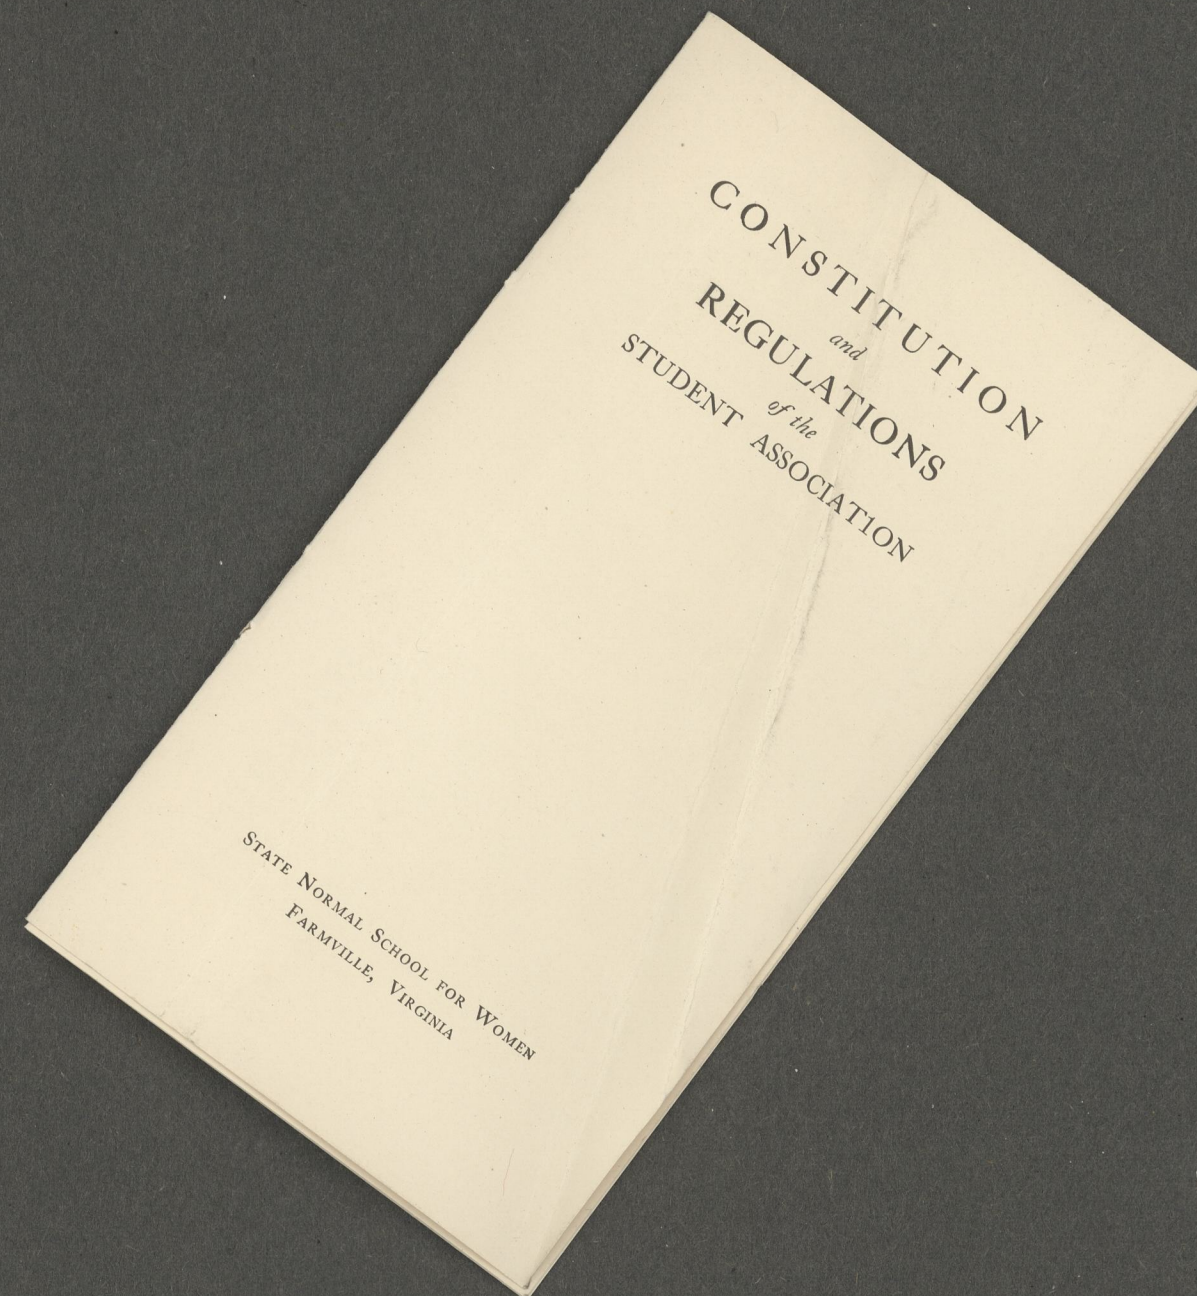 CONSTITUTION
and
REGULATIONS
of the
STUDENT ASSOCIATION
STATE NORMAL SCHOOL FOR WOMEN
FARMVILLE, VIRGINIA